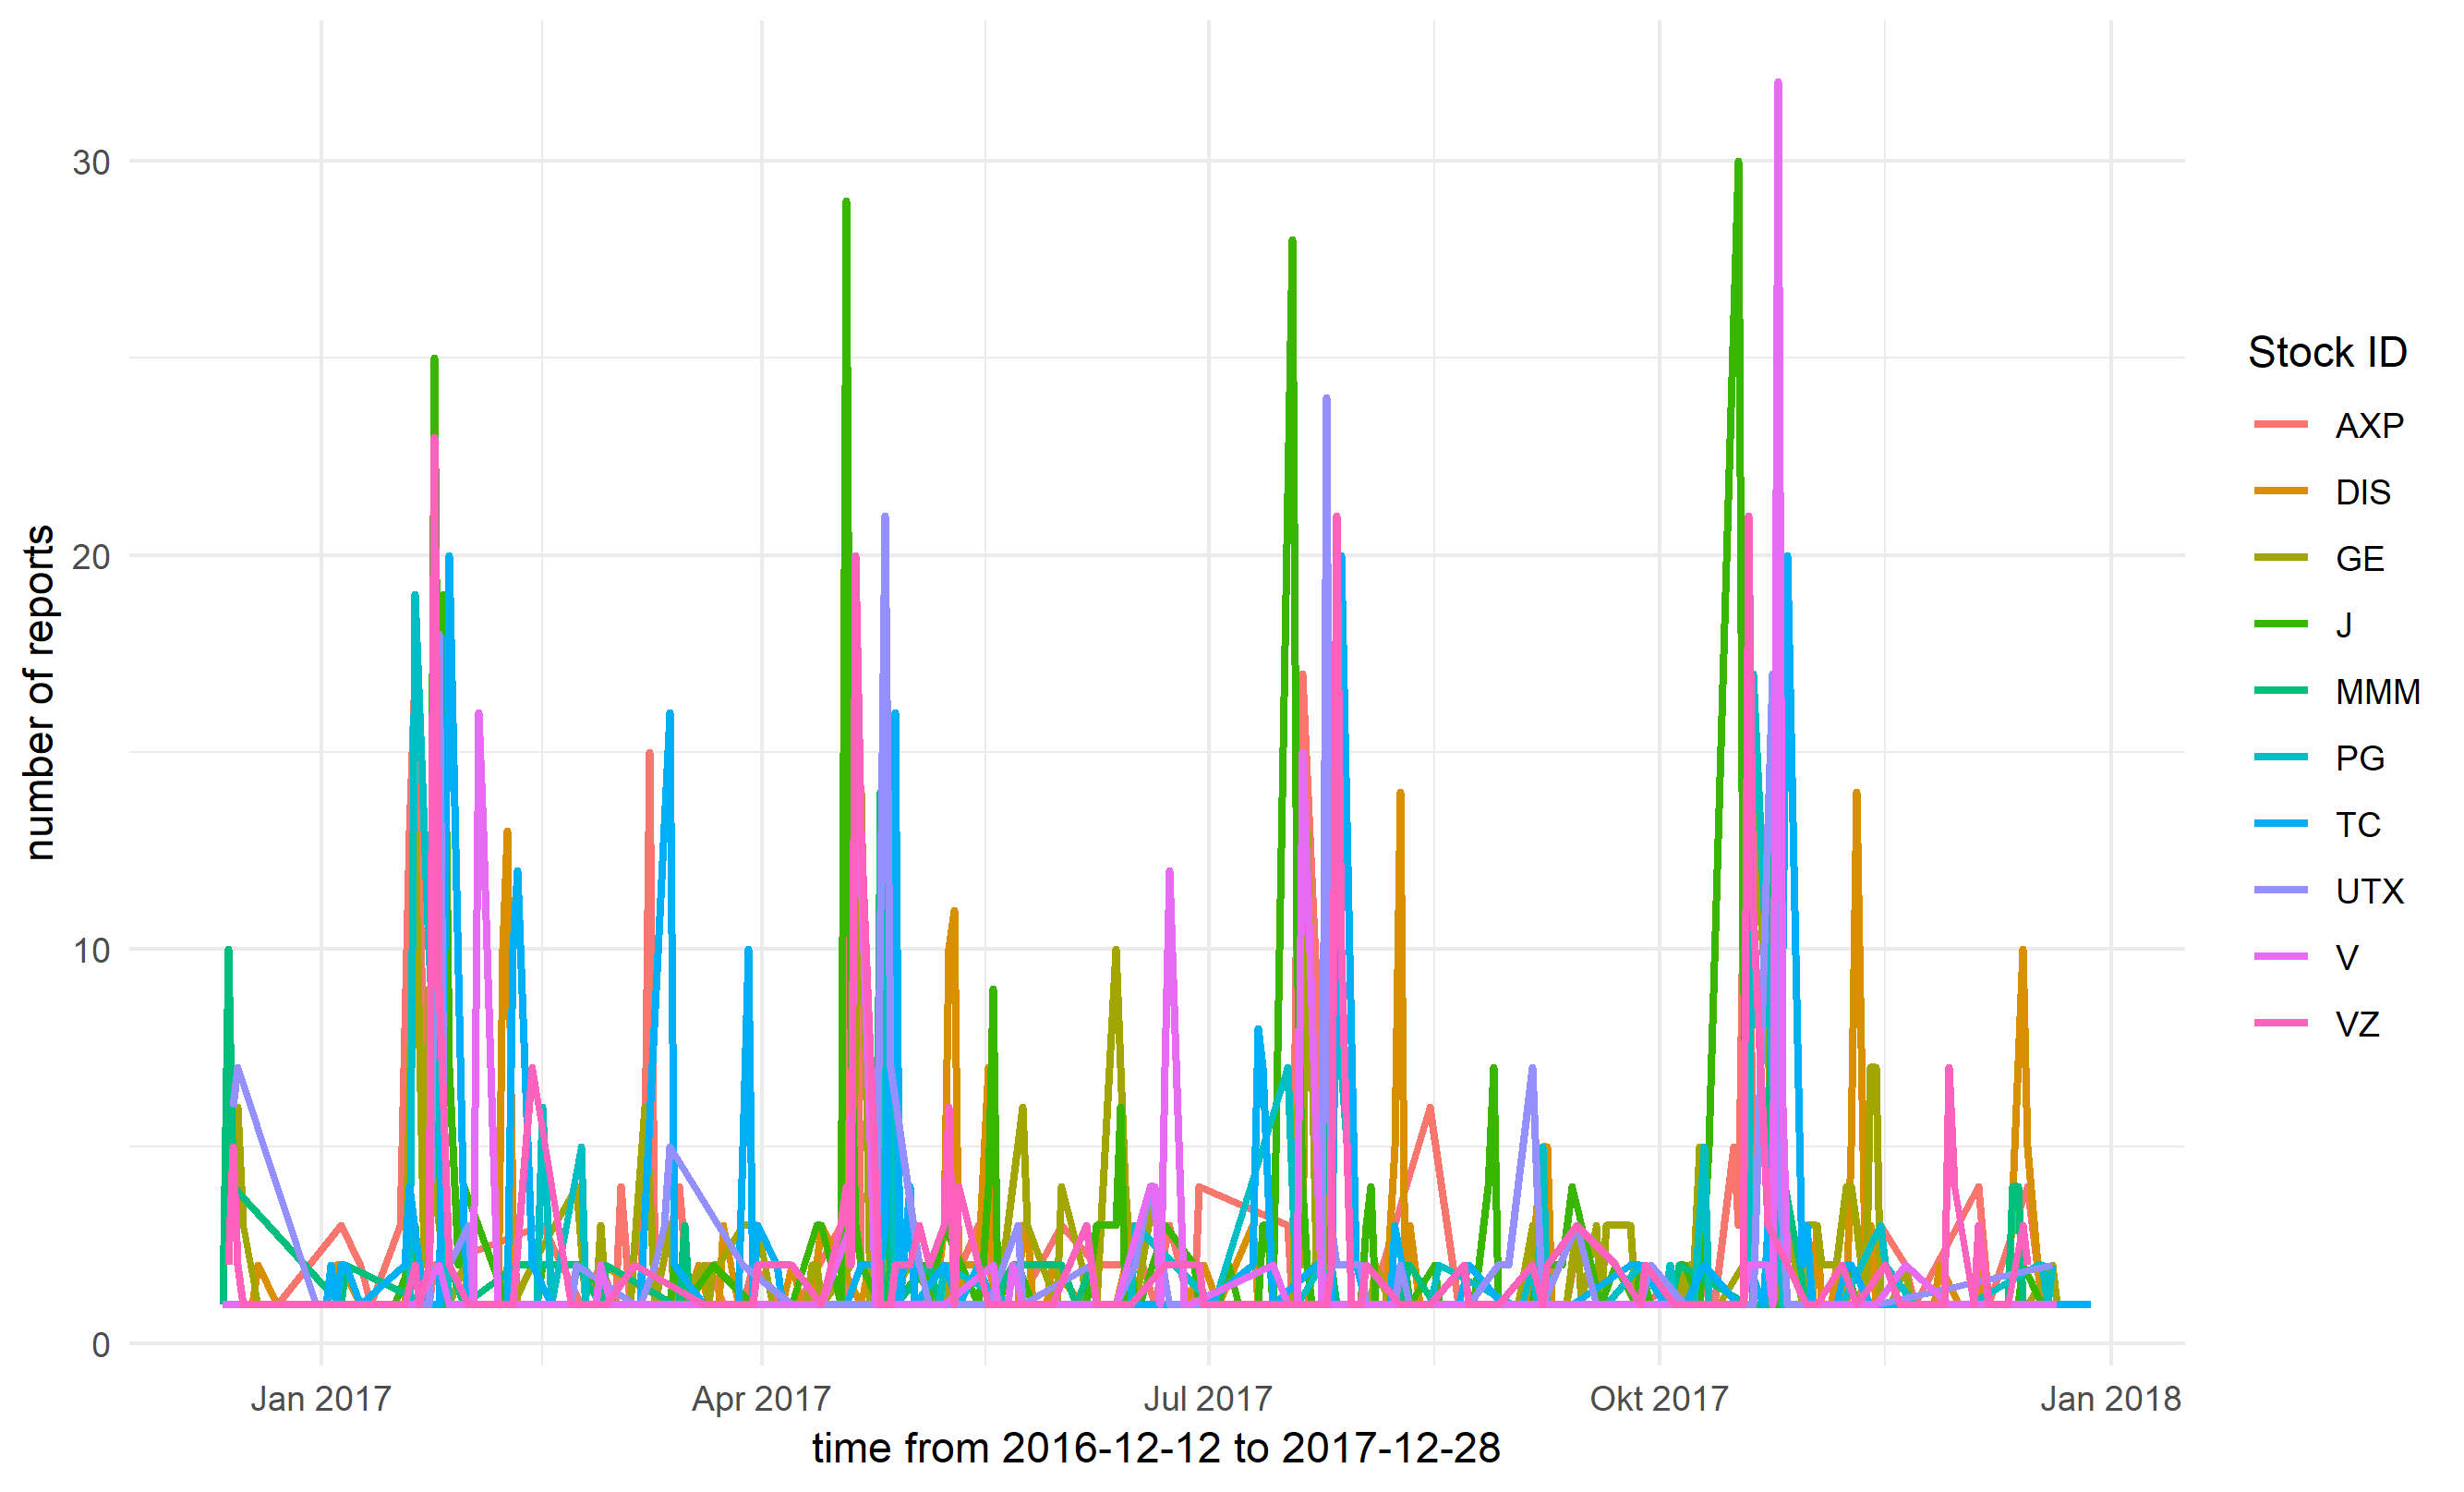 30
20
10
0
number of reports
Jan 2017
Apr 2017
Jul 2017
Okt 2017
Jan 2018
time from 2016-12-12 to 2017-12-28
Stock ID
AXP
DIS
GE
J
MMM
PG
TC
UTX
V
VZ